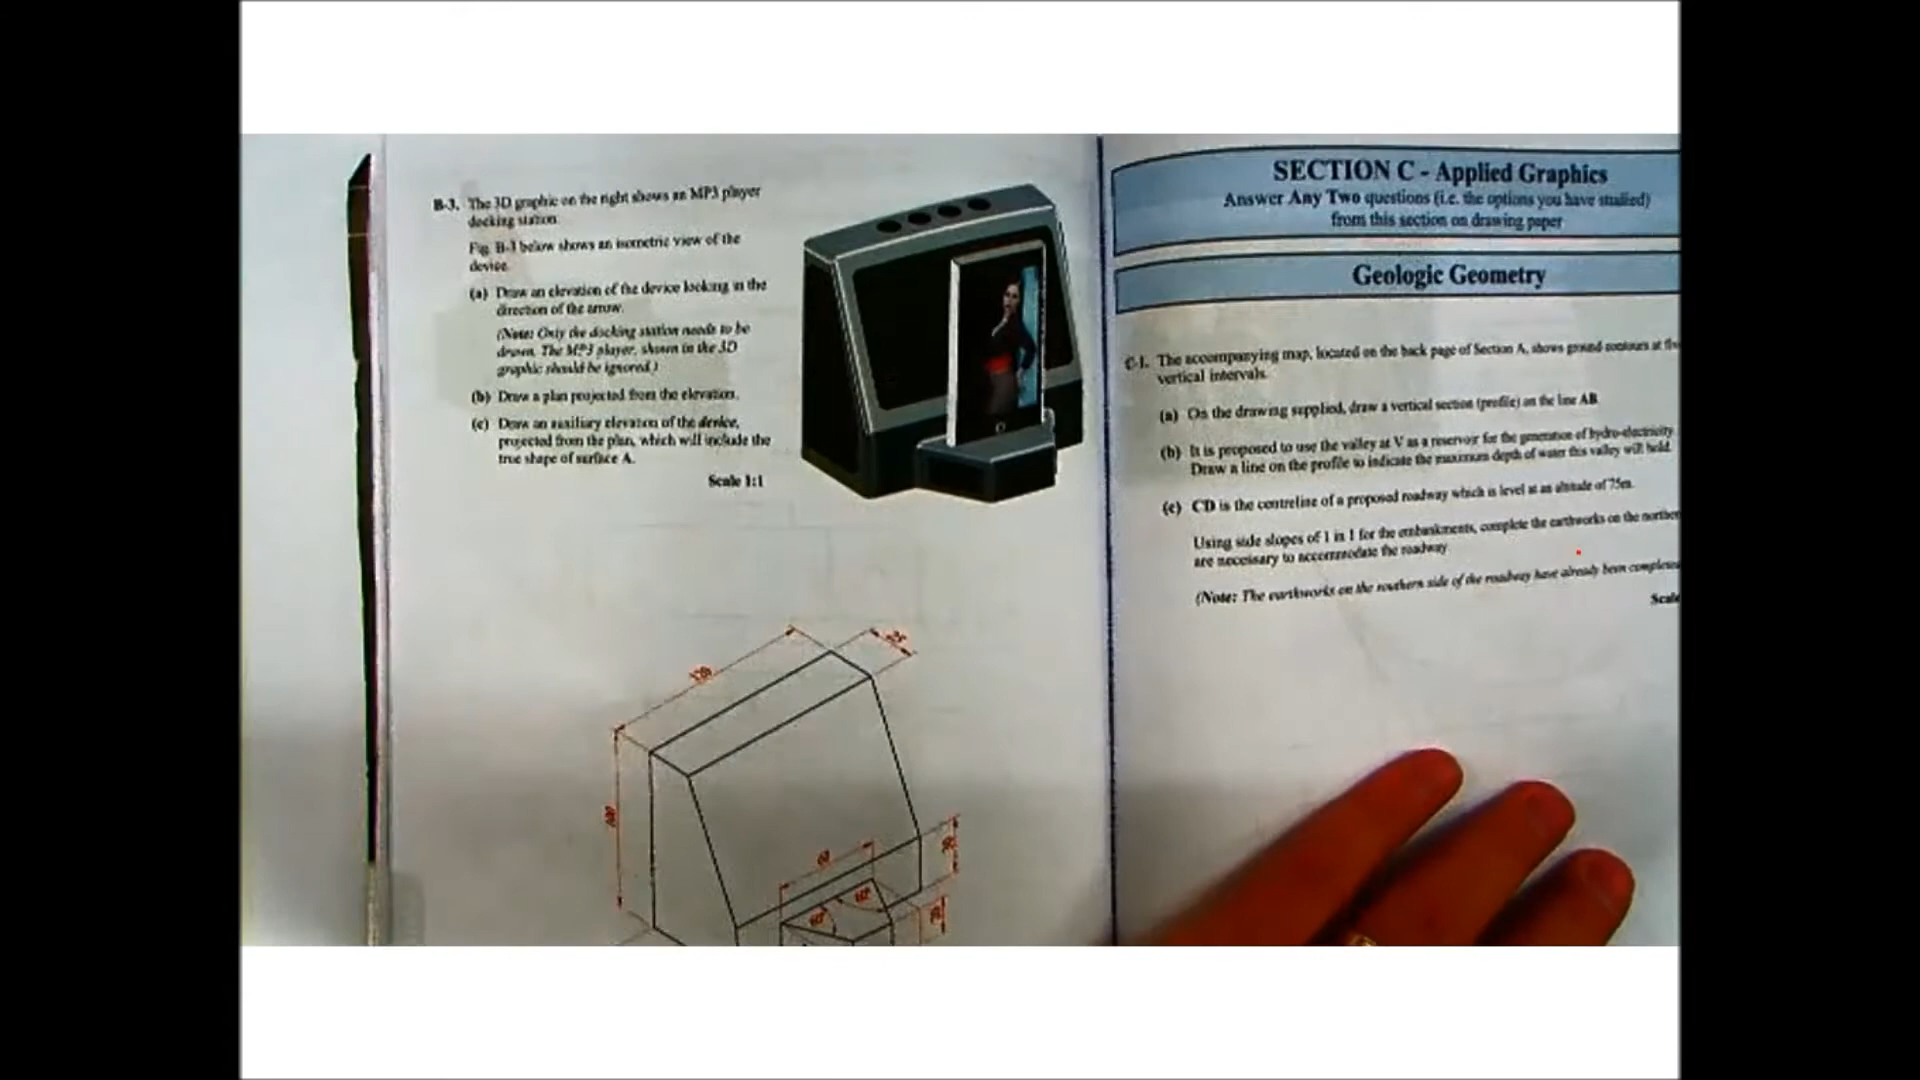 B-3. The 3D graphic on the right shows an MP3 player
docking station.
Fig. B-3 below shows an isometric view of the
device.
(a) Draw an elevation of the device looking in the
direction of the arrow.
(Note: Only the docking station needs to be
drawn. The MP3 player, shown in the 3D
graphic should be ignored.)
(b) Draw a plan projected from the elevation.
(c) Draw an auxiliary elevation of the device,
projected from the plan, which will include the
true shape of surface A.
Scale 1:1
100
60
60°
60°
SECTION C - Applied Graphics
Answer Any Two questions (i.e. the options you have studied)
from this section on drawing paper
Geologic Geometry
C-1. The accompanying map, located on the back page of Section A, shows ground contours at
vertical intervals.
(a) On the drawing supplied, draw a vertical section (profile) on the line AB.
(b) It is proposed to use the valley at V as a reservoir for the generation of hydro-electricity.
Draw a line on the profile to indicate the maximum depth of water this valley will hold.
(c) CD is the centreline of a proposed roadway which is level at an altitude of 75m.
Using side slopes of 1 in 1 for the embankments, complete the earthworks on the northern
are necessary to accommodate the roadway.
(Note: The earthworks on the southern side of the roadway have already been completed
Scale